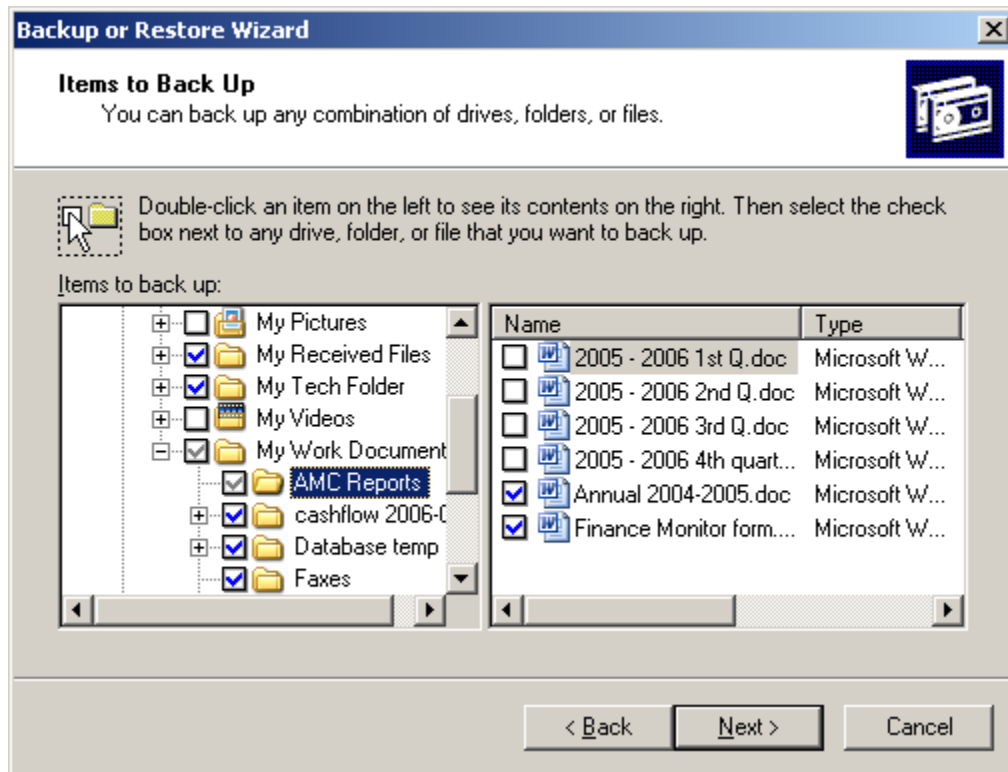 Backup or Restore Wizard
Items to Back Up
You can back up any combination of drives, folders, or files.
Double-click an item on the left to see its contents on the right. Then select the check
box next to any drive, folder, or file that you want to back up.
Items to back up:
My Pictures
My Received Files
My Tech Folder
My Videos
My Work Document
AMC Reports
cashflow 2006-0
Database temp
Faxes
Name Type
2005 - 2006 1st Q.doc Microsoft W...
2005 - 2006 2nd Q.doc Microsoft W...
2005 - 2006 3rd Q.doc Microsoft W...
2005 - 2006 4th quart... Microsoft W...
Annual 2004-2005.doc Microsoft W...
Finance Monitor form.... Microsoft W...
< Back
Next >
Cancel